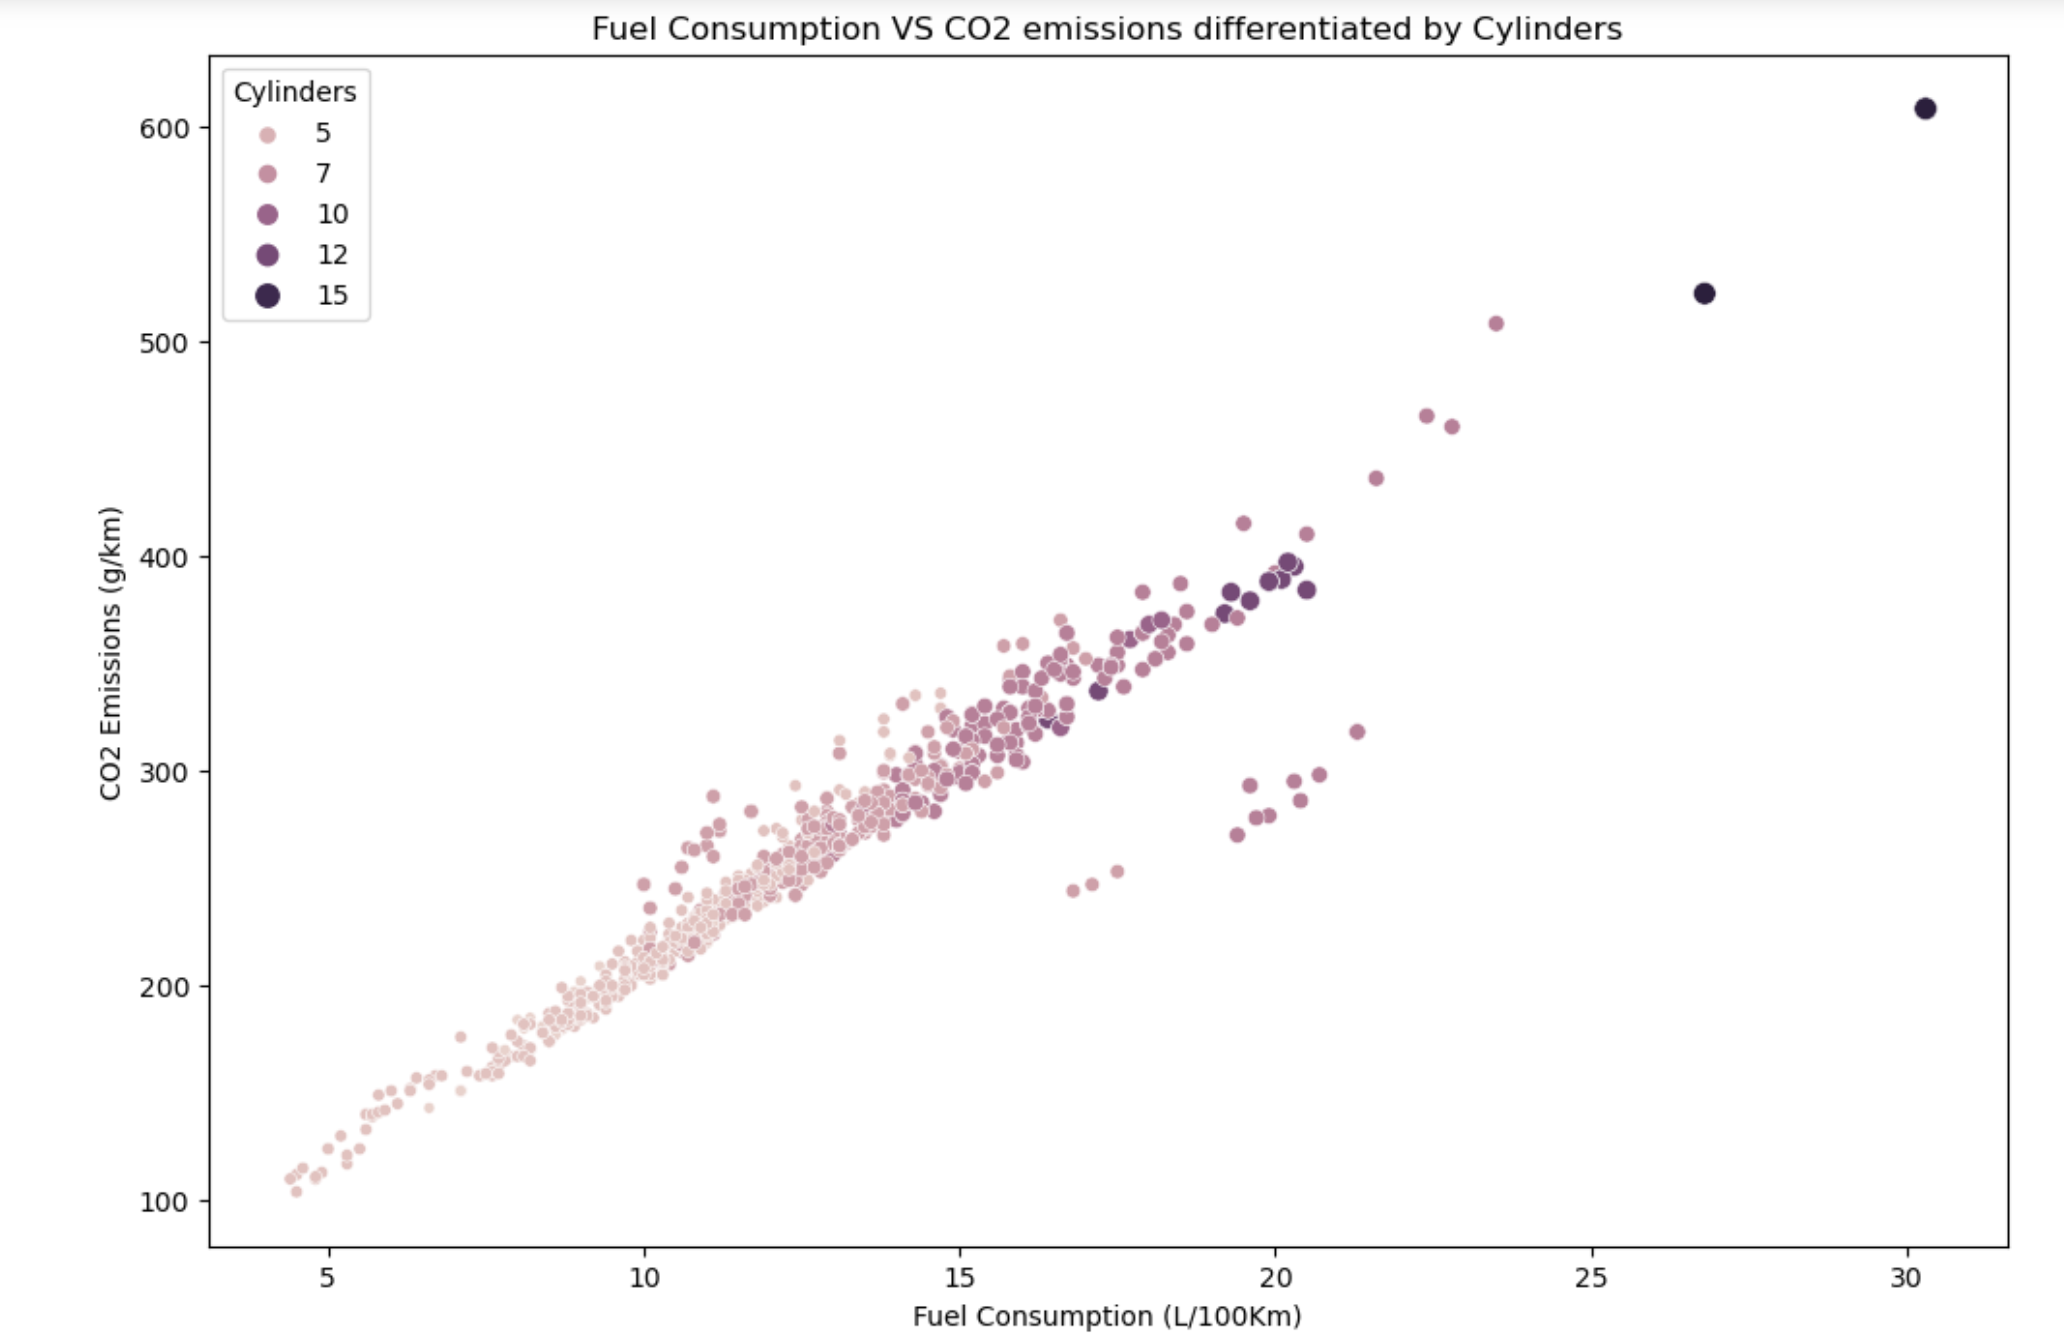 Fuel Consumption VS CO2 emissions differentiated by Cylinders
Cylinders
5
7
10
12
15
600
500
400
300
200
100
CO2 Emissions (g/km)
5 10 15 20 25 30
Fuel Consumption (L/100Km)